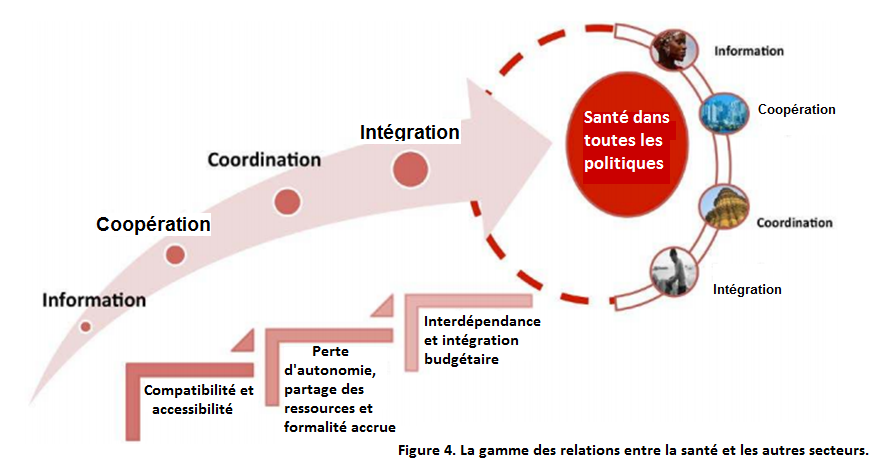 Information
Coopération
Coordination
Intégration
Santé dans
toutes les
politiques
Information
Coopération
Coordination
Intégration
Compatibilité et
accessibilité
Perte
d'autonomie,
partage des
ressources et
formalité accrue
Interdépendance
et intégration
budgétaire
Figure 4. La gamme des relations entre la santé et les autres secteurs.